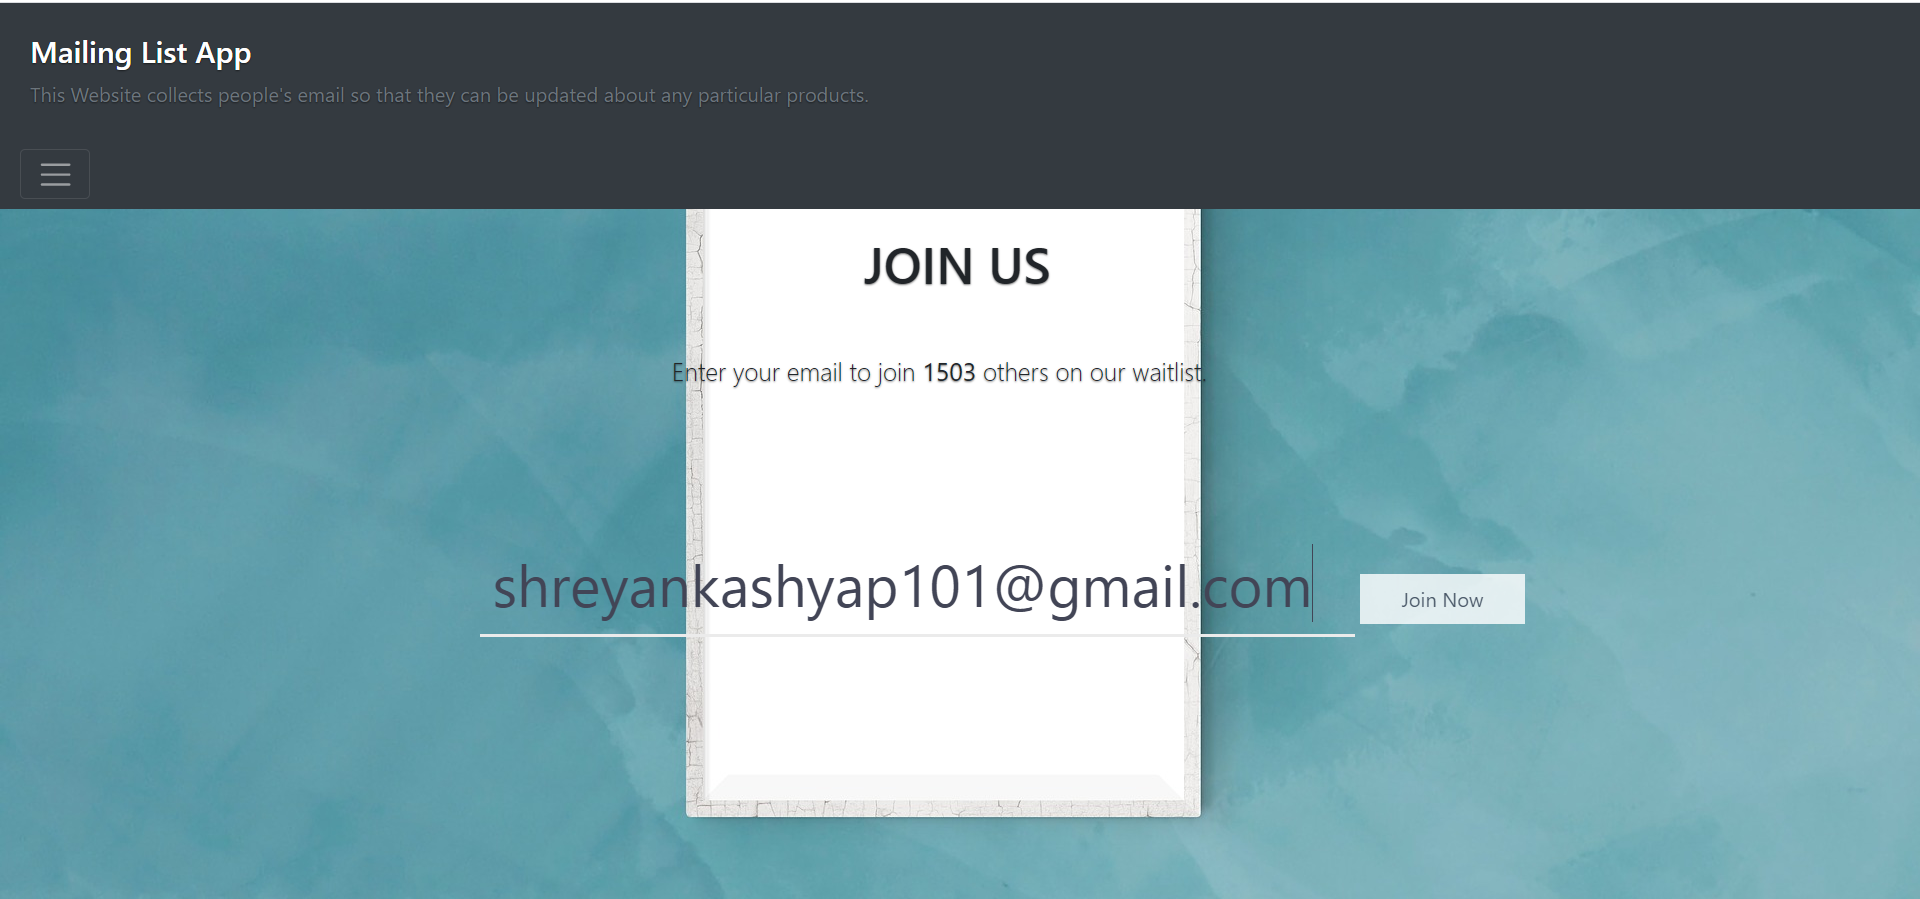 Mailing List App
This Website collects people's email so that they can be updated about any particular products.
JOIN US
Enter your email to join 1503 others on our waitlist.
shreyankashyap101@gmail.com
Join Now